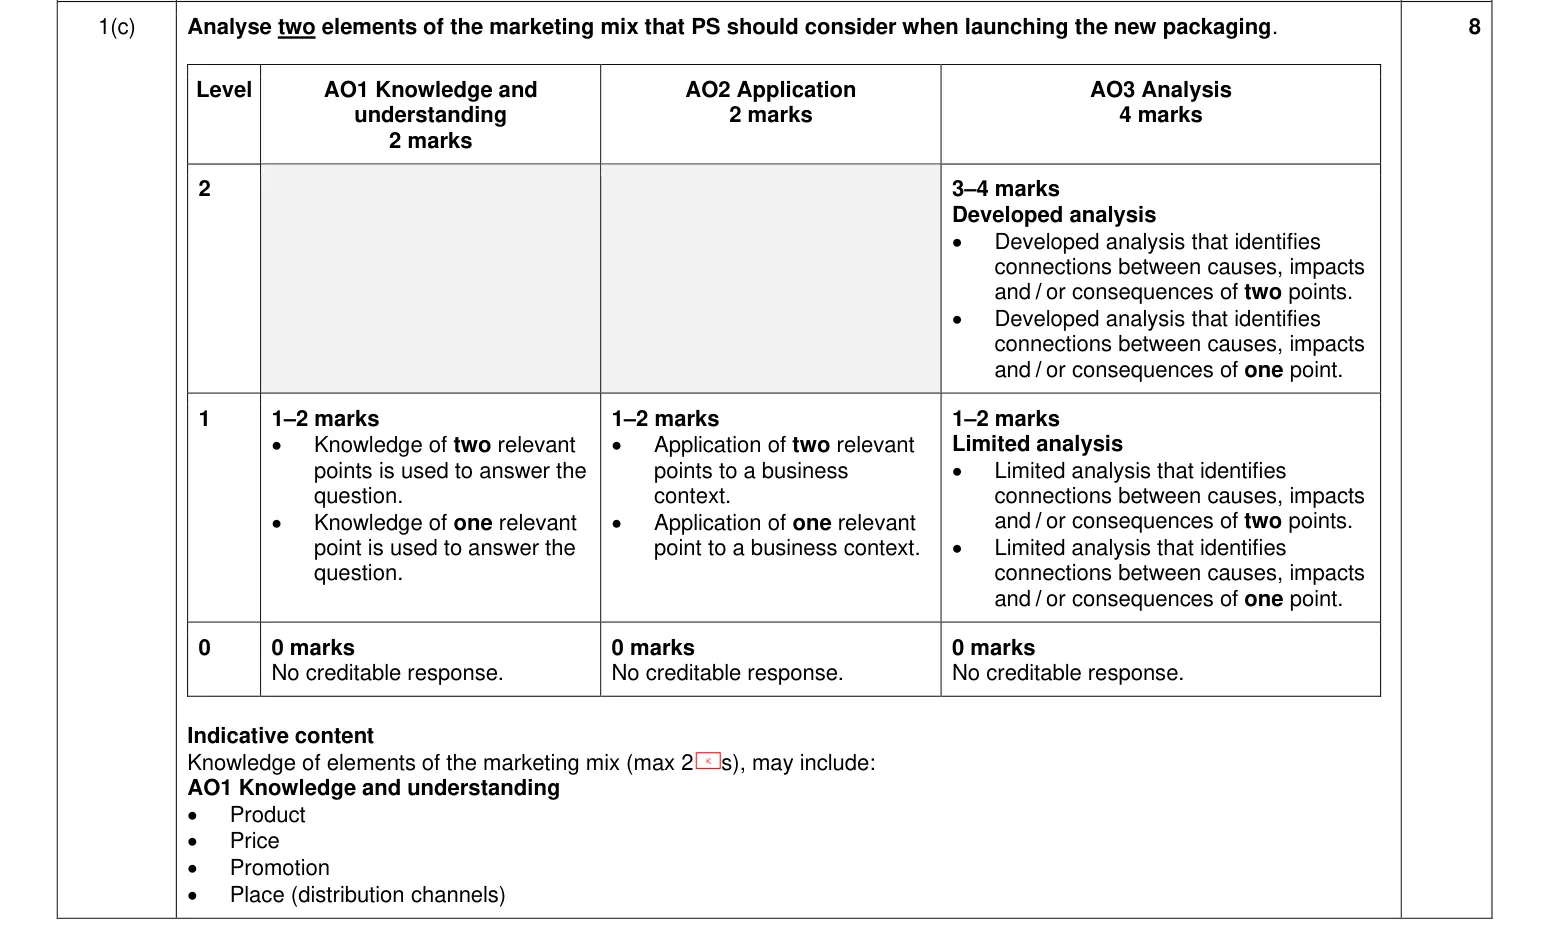 1(c)
Analyse two elements of the marketing mix that PS should consider when launching the new packaging.
8
Level
AO1 Knowledge and
understanding
2 marks
AO2 Application
2 marks
AO3 Analysis
4 marks
2
3–4 marks
Developed analysis
• Developed analysis that identifies
connections between causes, impacts
and / or consequences of two points.
• Developed analysis that identifies
connections between causes, impacts
and / or consequences of one point.
1
1–2 marks
• Knowledge of two relevant
points is used to answer the
question.
• Knowledge of one relevant
point is used to answer the
question.
1–2 marks
• Application of two relevant
points to a business
context.
• Application of one relevant
point to a business context.
1–2 marks
Limited analysis
• Limited analysis that identifies
connections between causes, impacts
and / or consequences of two points.
• Limited analysis that identifies
connections between causes, impacts
and / or consequences of one point.
0
0 marks
No creditable response.
0 marks
No creditable response.
0 marks
No creditable response.
Indicative content
Knowledge of elements of the marketing mix (max 2 K s), may include:
AO1 Knowledge and understanding
• Product
• Price
• Promotion
• Place (distribution channels)